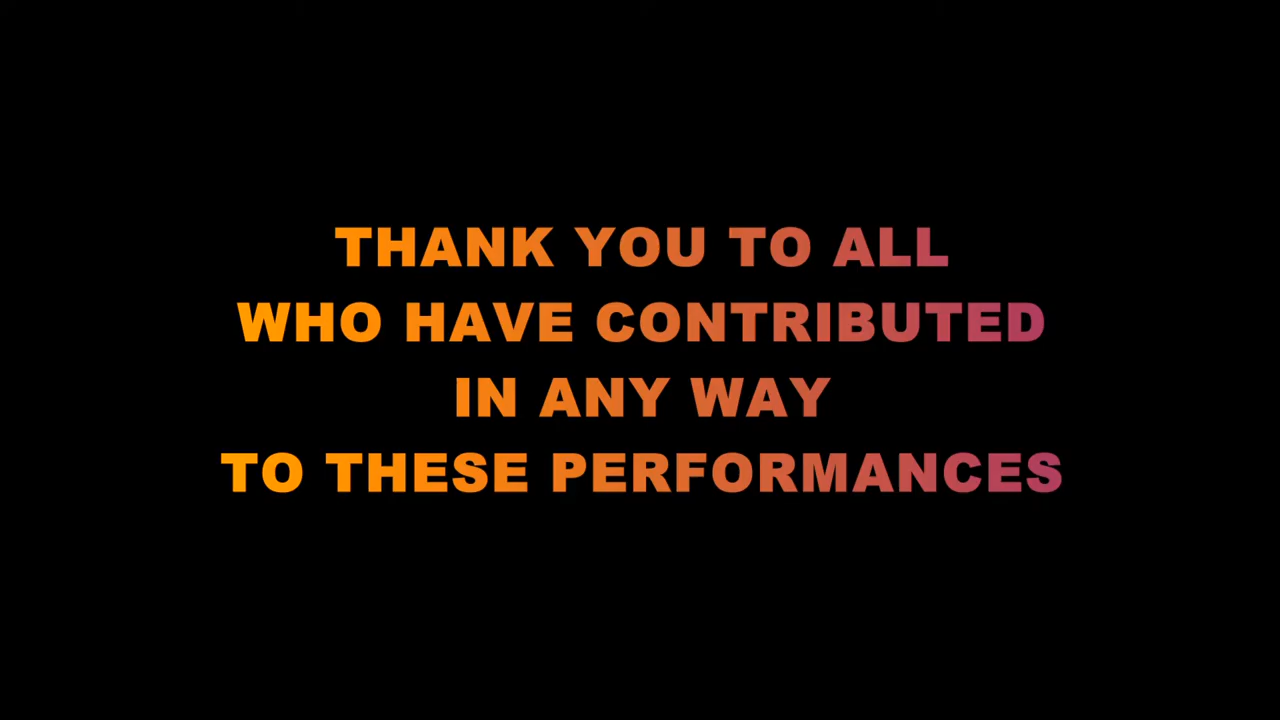 THANK YOU TO ALL
WHO HAVE CONTRIBUTED
IN ANY WAY
TO THESE PERFORMANCES